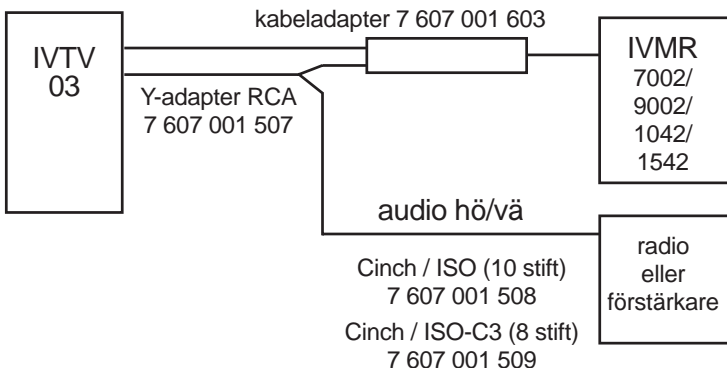 kabeladapter 7 607 001 603
IVTV
03
Y-adapter RCA
7 607 001 507
IVMR
7002/
9002/
1042/
1542
audio hö/vä
Cinch / ISO (10 stift)
7 607 001 508
Cinch / ISO-C3 (8 stift)
7 607 001 509
radio
eller
förstärkare